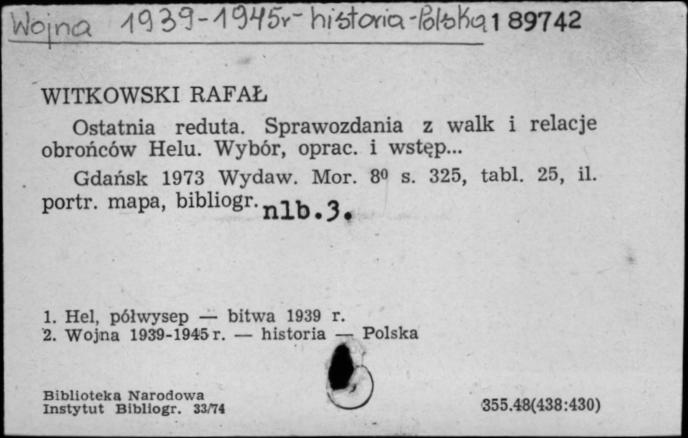 Wojna 1939-1945r - historia - Polska 189742
WITKOWSKI RAFAŁ
Ostatnia reduta. Sprawozdania z walk i relacje
obrońców Helu. Wybór, oprac. i wstęp...
Gdańsk 1973 Wydaw. Mor. 8⁰ s. 325, tabl. 25, il.
portr. mapa, bibliogr. nlb.3.
1. Hel, półwysep — bitwa 1939 r.
2. Wojna 1939-1945 r. — historia — Polska
Biblioteka Narodowa
Instytut Bibliogr. 33/74 355.48(438:430)